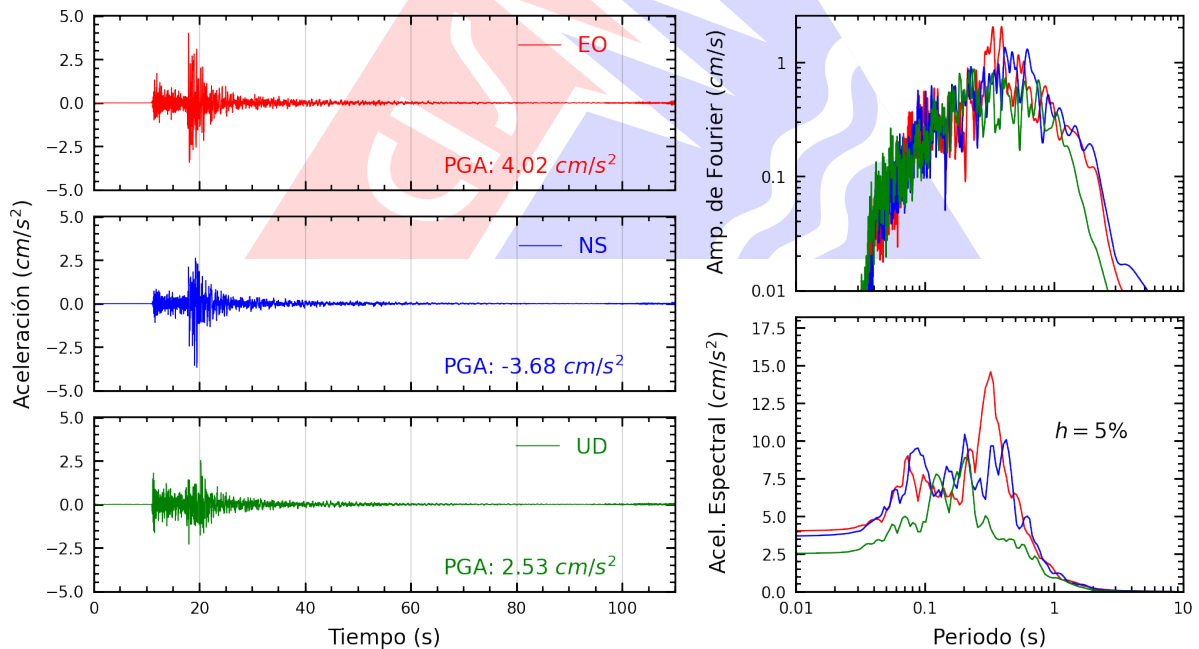 Aceleración (cm/s²)
5.0
2.5
0.0
−2.5
−5.0
EO
PGA: 4.02 cm/s²
5.0
2.5
0.0
−2.5
−5.0
NS
PGA: -3.68 cm/s²
5.0
2.5
0.0
−2.5
−5.0
UD
PGA: 2.53 cm/s²
0 20 40 60 80 100
Tiempo (s)
Amp. de Fourier (cm/s)
1
0.1
0.01
Acel. Espectral (cm/s²)
17.5
15.0
12.5
10.0
7.5
5.0
2.5
0.0
h = 5%
0.01 0.1 1 10
Periodo (s)